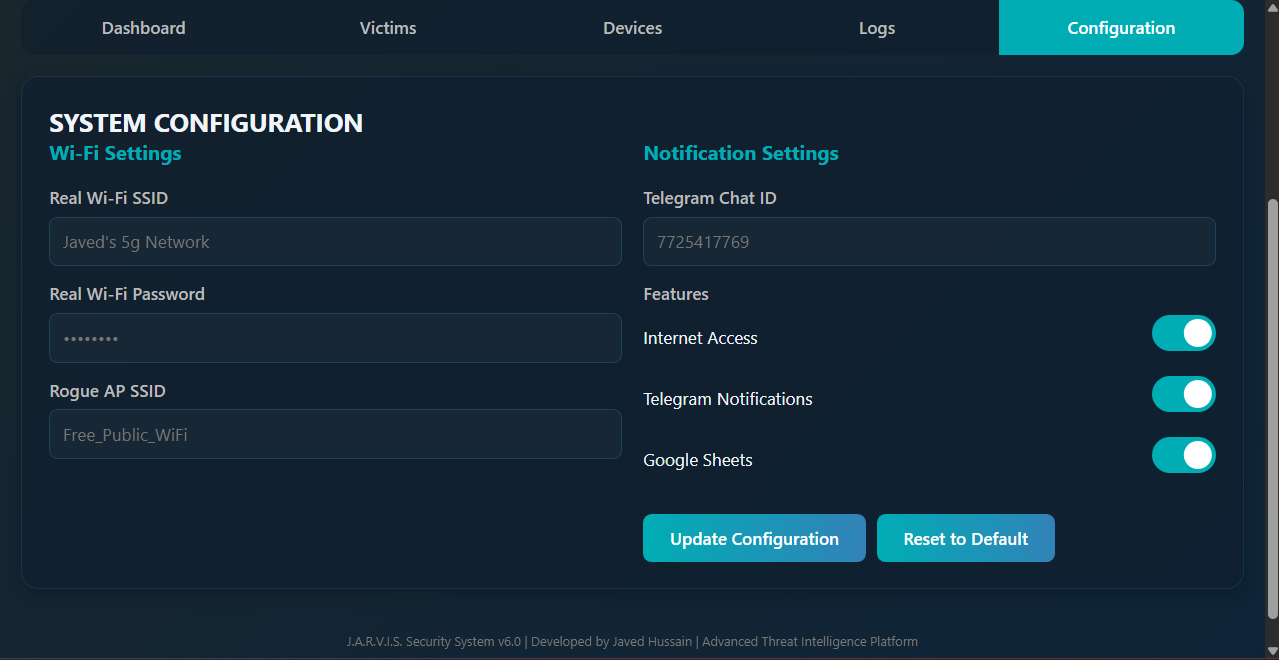 Dashboard
Victims
Devices
Logs
Configuration
SYSTEM CONFIGURATION
Wi-Fi Settings
Real Wi-Fi SSID
Javed's 5g Network
Real Wi-Fi Password
••••••••
Rogue AP SSID
Free_Public_WiFi
Notification Settings
Telegram Chat ID
7725417769
Features
Internet Access
Telegram Notifications
Google Sheets
Update Configuration
Reset to Default
J.A.R.V.I.S. Security System v6.0 | Developed by Javed Hussain | Advanced Threat Intelligence Platform